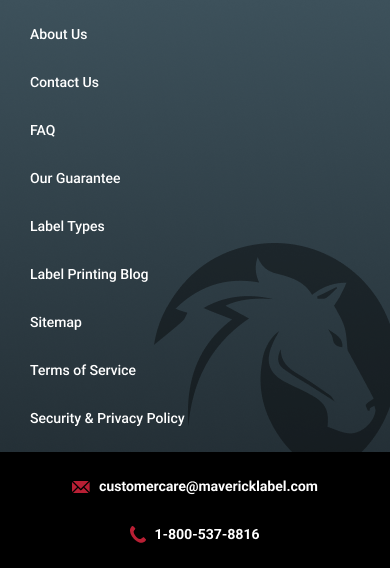 About Us
Contact Us
FAQ
Our Guarantee
Label Types
Label Printing Blog
Sitemap
Terms of Service
Security & Privacy Policy
customercare@mavericklabel.com
1-800-537-8816